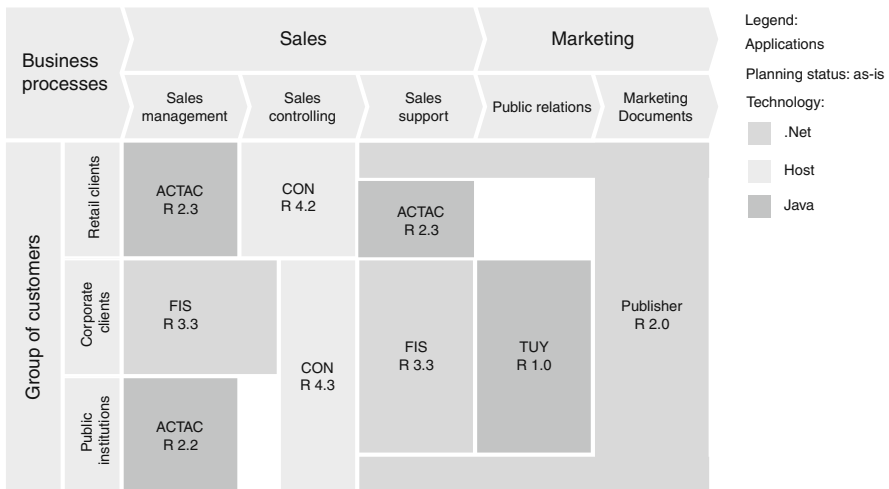 Business
processes
Sales
Marketing
Sales
management
Sales
controlling
Sales
support
Public relations
Marketing
Documents
Group of customers
Retail clients
Corporate
clients
Public
institutions
ACTAC
R 2.3
CON
R 4.2
ACTAC
R 2.3
FIS
R 3.3
CON
R 4.3
FIS
R 3.3
TUY
R 1.0
Publisher
R 2.0
ACTAC
R 2.2
Legend:
Applications
Planning status: as-is
Technology:
.Net
Host
Java